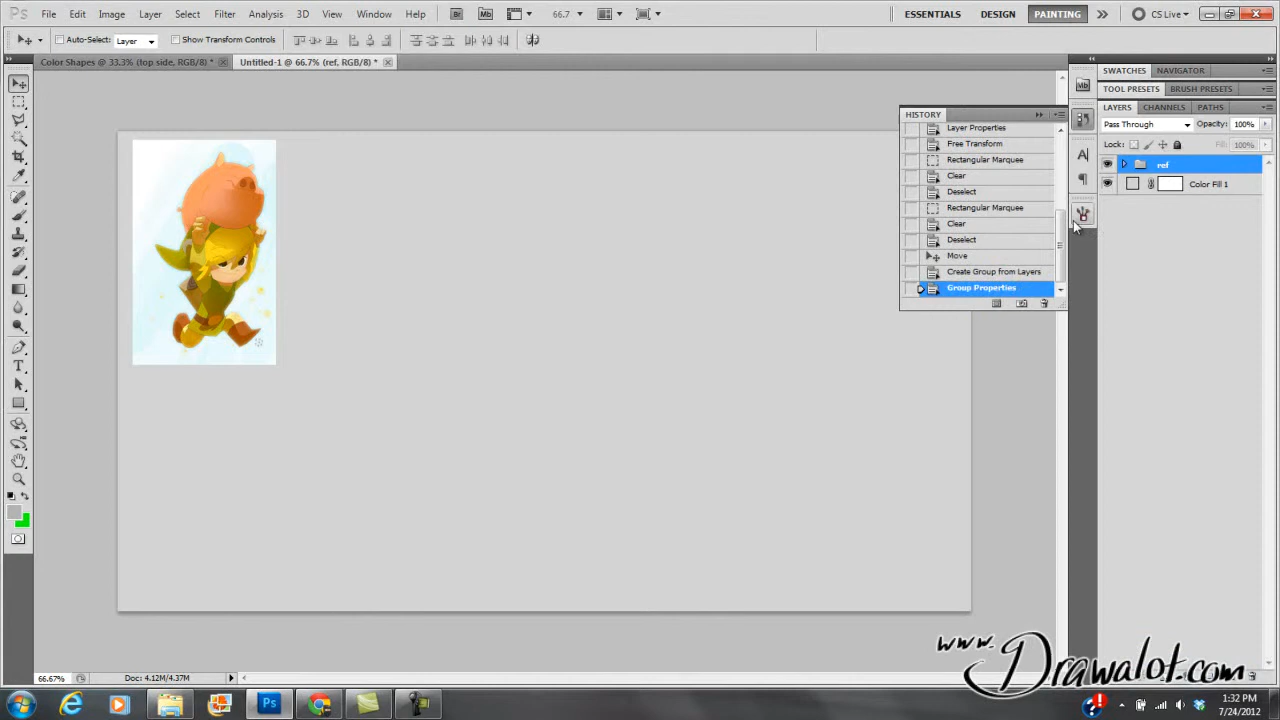 Ps File Edit Image Layer Select Filter Analysis 3D View Window Help Br Mb 66.7 ESSENTIALS DESIGN PAINTING CS Live
Auto-Select: Layer Show Transform Controls
Color Shapes @ 33.3% (top side, RGB/8) * Untitled-1 @ 66.7% (ref, RGB/8) *
SWATCHES NAVIGATOR
TOOL PRESETS BRUSH PRESETS
LAYERS CHANNELS PATHS
Pass Through Opacity: 100%
Lock: Fill: 100%
ref
Color Fill 1
HISTORY
Layer Properties
Free Transform
Rectangular Marquee
Clear
Deselect
Rectangular Marquee
Clear
Deselect
Move
Create Group from Layers
Group Properties
66.67% Doc: 4.12M/4.37M
www.
Drawalot.com
Ps
1:32 PM
7/24/2012